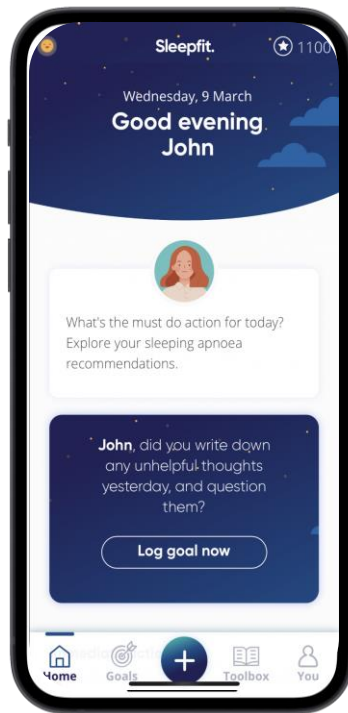 Sleepfit.
1100
Wednesday, 9 March
Good evening
John
What's the must do action for today?
Explore your sleeping apnoea
recommendations.
John, did you write down
any unhelpful thoughts
yesterday, and question
them?
Log goal now
Home
Goals
Toolbox
You